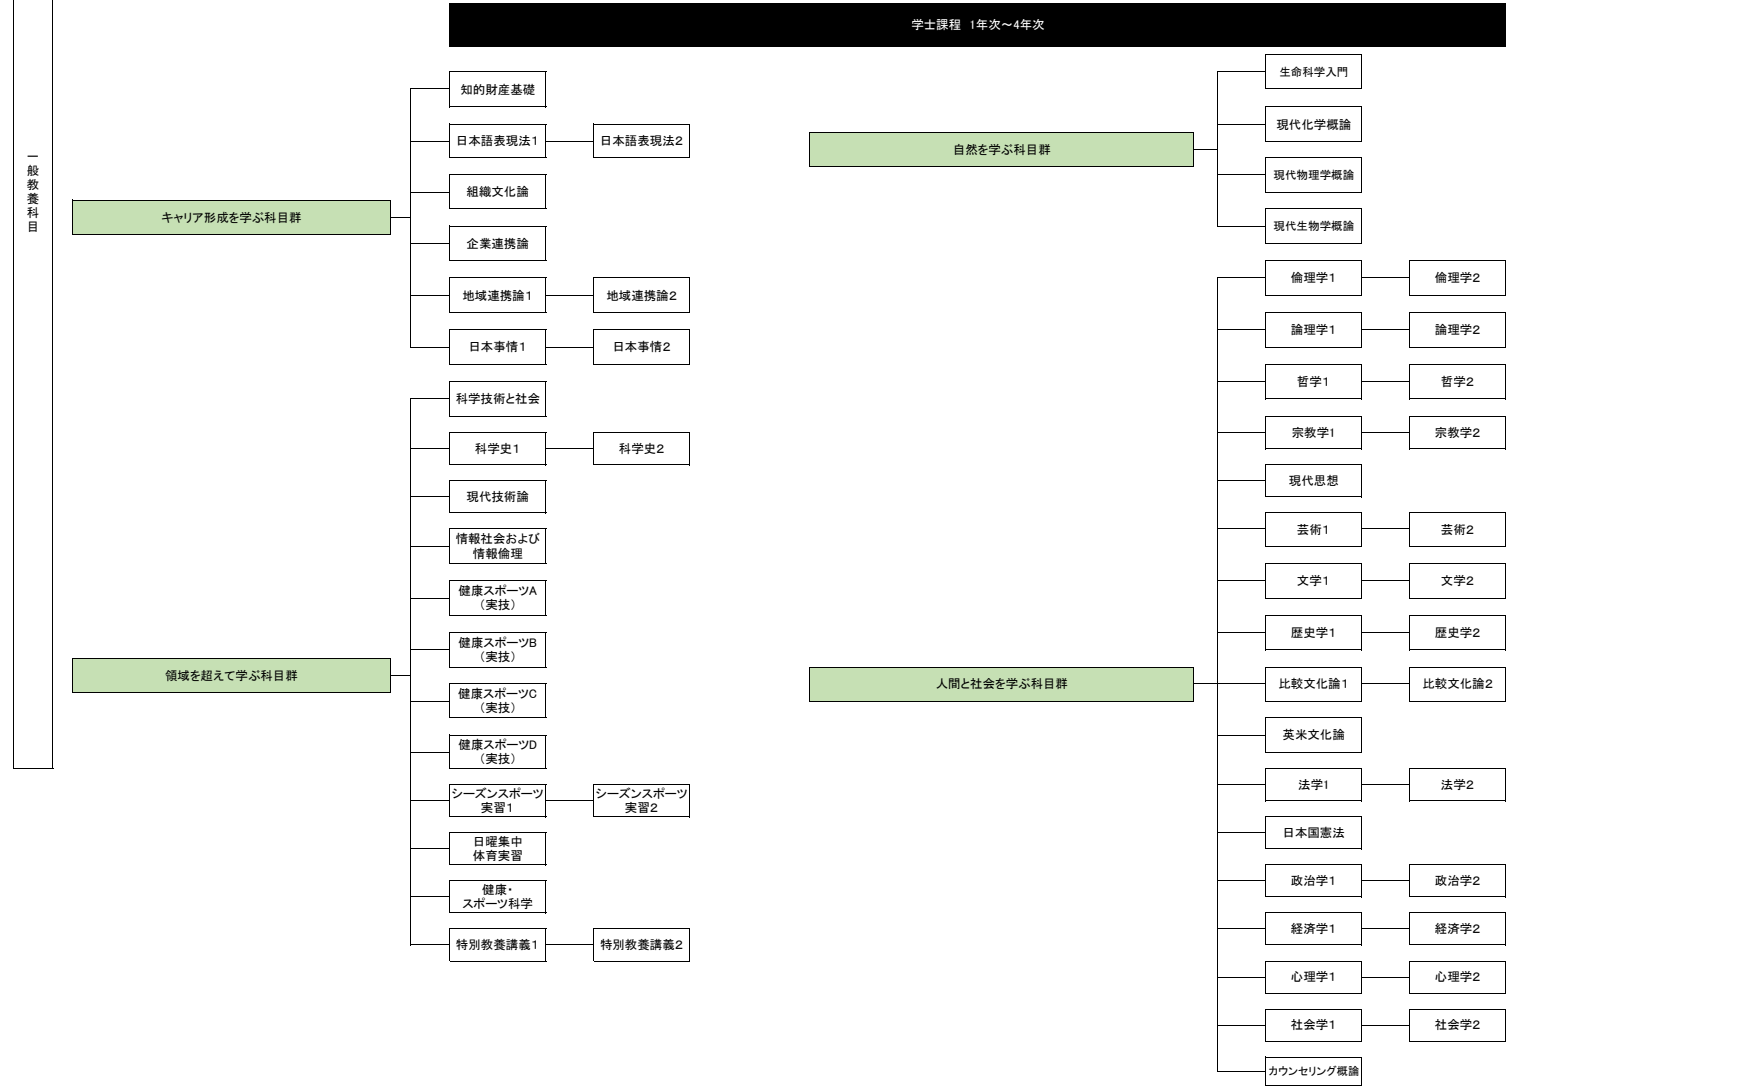 学士課程　1年次～4年次
一般教養科目
キャリア形成を学ぶ科目群
知的財産基礎
日本語表現法1
日本語表現法2
組織文化論
企業連携論
地域連携論1
地域連携論2
日本事情1
日本事情2
領域を超えて学ぶ科目群
科学技術と社会
科学史1
科学史2
現代技術論
情報社会および
情報倫理
健康スポーツA
（実技）
健康スポーツB
（実技）
健康スポーツC
（実技）
健康スポーツD
（実技）
シーズンスポーツ
実習1
シーズンスポーツ
実習2
日曜集中
体育実習
健康・
スポーツ科学
特別教養講義1
特別教養講義2
自然を学ぶ科目群
生命科学入門
現代化学概論
現代物理学概論
現代生物学概論
人間と社会を学ぶ科目群
倫理学1
倫理学2
論理学1
論理学2
哲学1
哲学2
宗教学1
宗教学2
現代思想
芸術1
芸術2
文学1
文学2
歴史学1
歴史学2
比較文化論1
比較文化論2
英米文化論
法学1
法学2
日本国憲法
政治学1
政治学2
経済学1
経済学2
心理学1
心理学2
社会学1
社会学2
カウンセリング概論